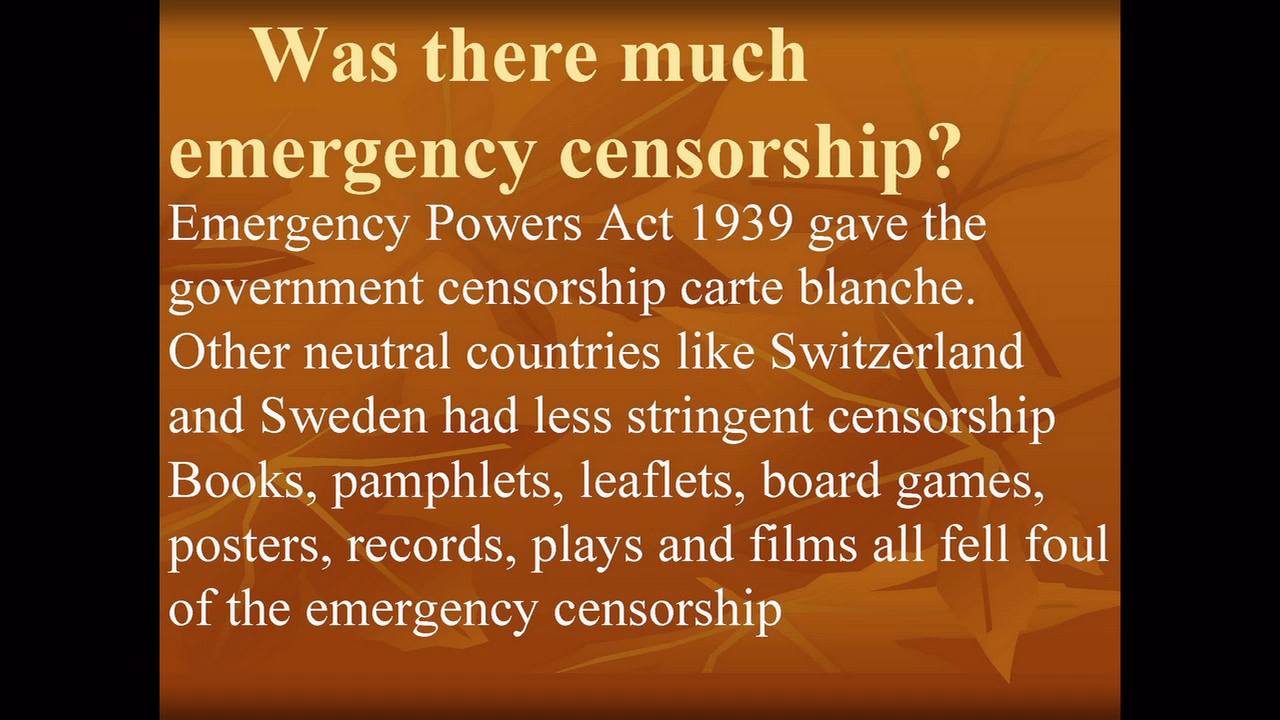 Was there much
emergency censorship?
Emergency Powers Act 1939 gave the
government censorship carte blanche.
Other neutral countries like Switzerland
and Sweden had less stringent censorship
Books, pamphlets, leaflets, board games,
posters, records, plays and films all fell foul
of the emergency censorship